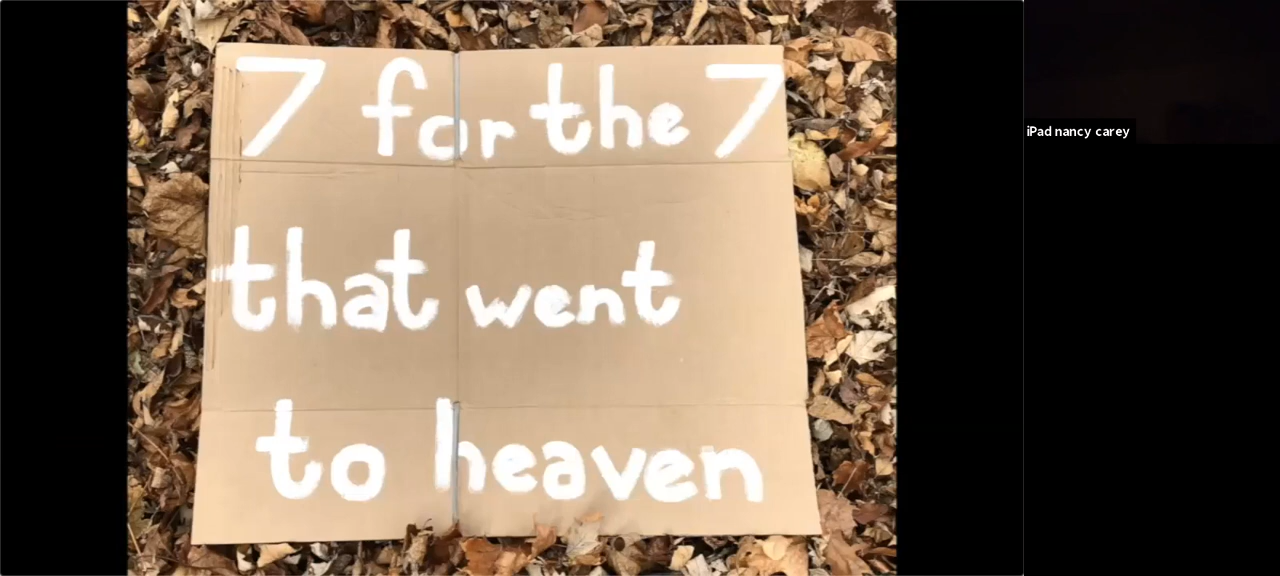 7 for the 7
that went
to heaven
iPad nancy carey